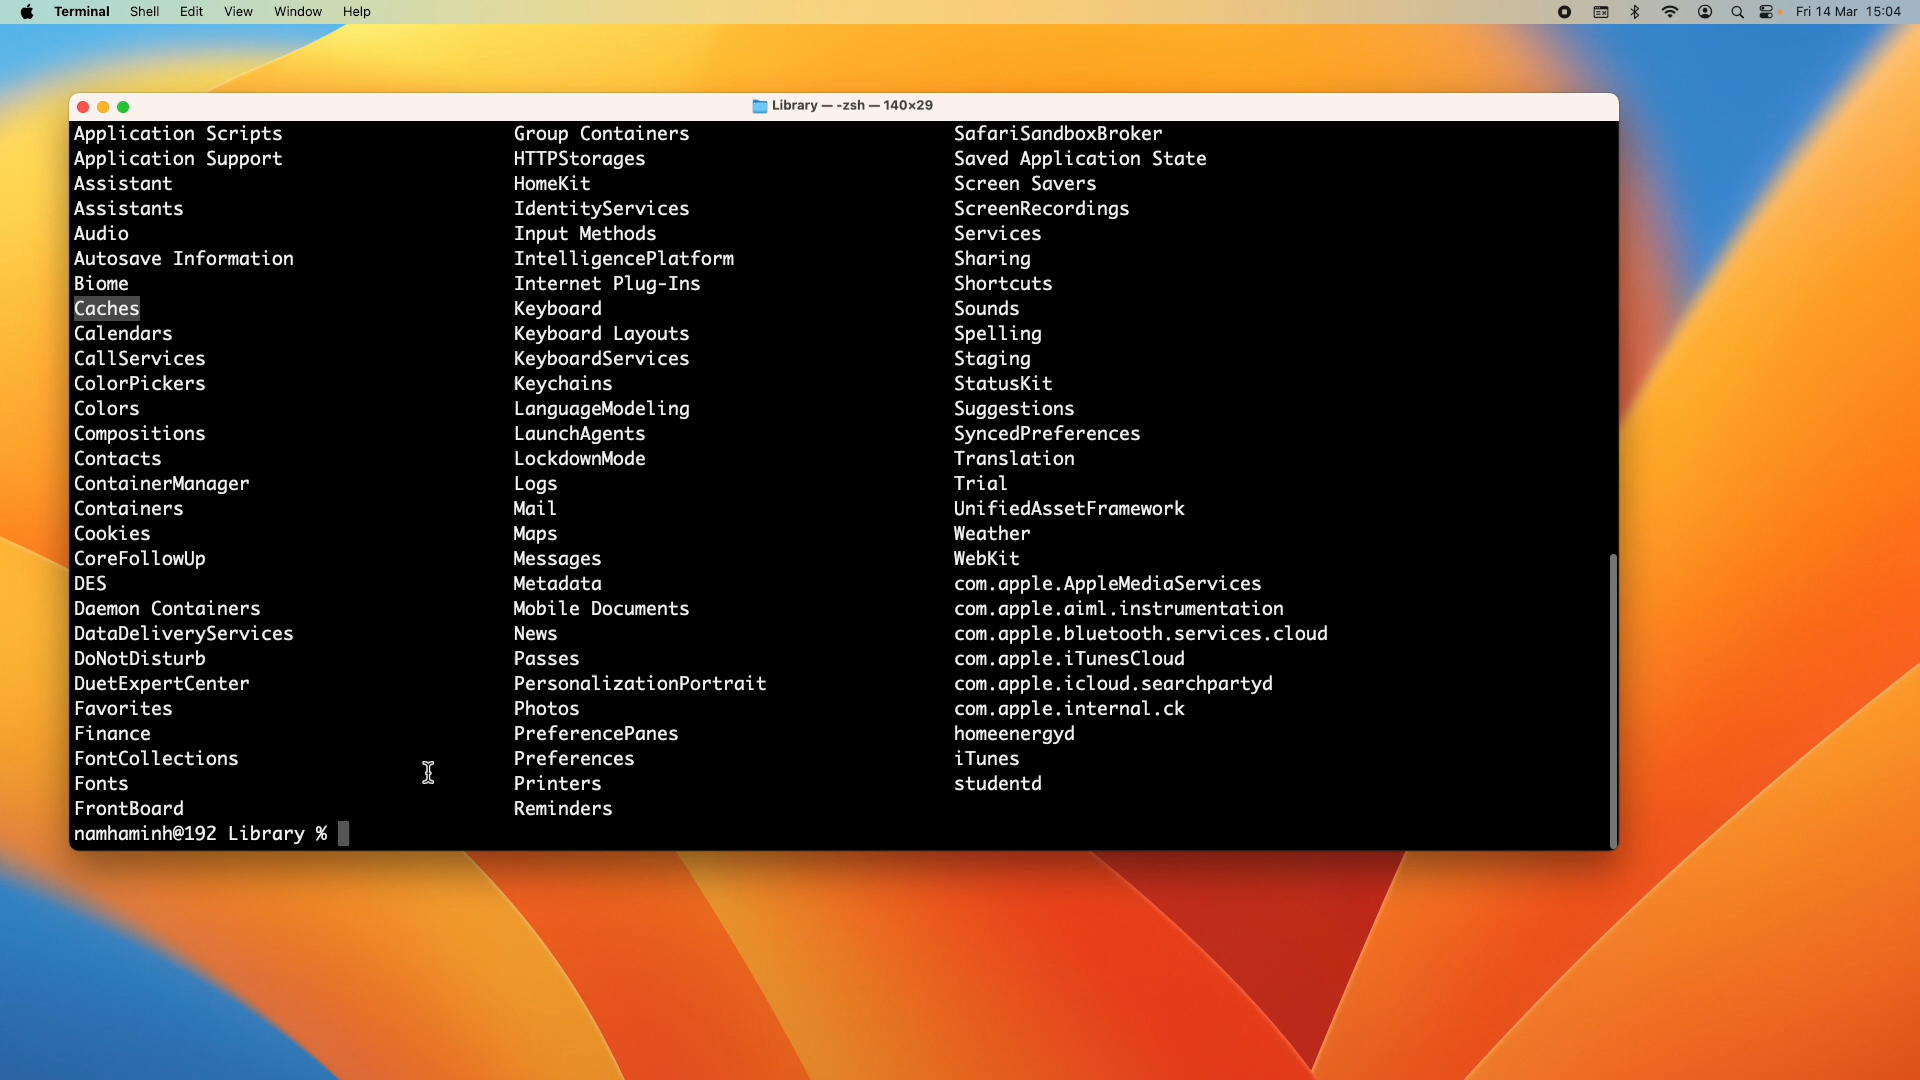 Terminal Shell Edit View Window Help Fri 14 Mar 15:04
Library — -zsh — 140×29
Application Scripts Group Containers SafariSandboxBroker
Application Support HTTPStorages Saved Application State
Assistant HomeKit Screen Savers
Assistants IdentityServices ScreenRecordings
Audio Input Methods Services
Autosave Information IntelligencePlatform Sharing
Biome Internet Plug-Ins Shortcuts
Caches Keyboard Sounds
Calendars Keyboard Layouts Spelling
CallServices KeyboardServices Staging
ColorPickers Keychains StatusKit
Colors LanguageModeling Suggestions
Compositions LaunchAgents SyncedPreferences
Contacts LockdownMode Translation
ContainerManager Logs Trial
Containers Mail UnifiedAssetFramework
Cookies Maps Weather
CoreFollowUp Messages WebKit
DES Metadata com.apple.AppleMediaServices
Daemon Containers Mobile Documents com.apple.aiml.instrumentation
DataDeliveryServices News com.apple.bluetooth.services.cloud
DoNotDisturb Passes com.apple.iTunesCloud
DuetExpertCenter PersonalizationPortrait com.apple.icloud.searchpartyd
Favorites Photos com.apple.internal.ck
Finance PreferencePanes homeenergyd
FontCollections Preferences iTunes
Fonts Printers studentd
FrontBoard Reminders
namhaminh@192 Library %